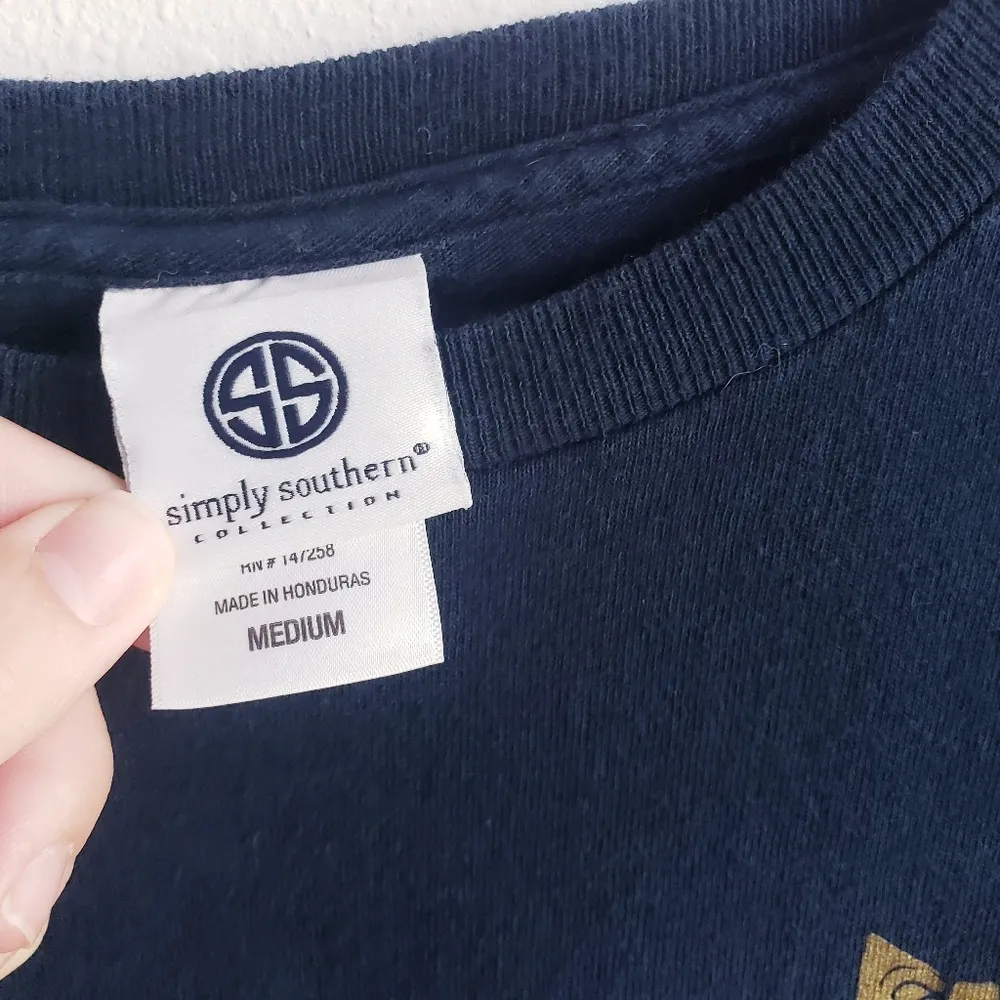 SS
simply southern®
COLLECTION
RN # 147258
MADE IN HONDURAS
MEDIUM